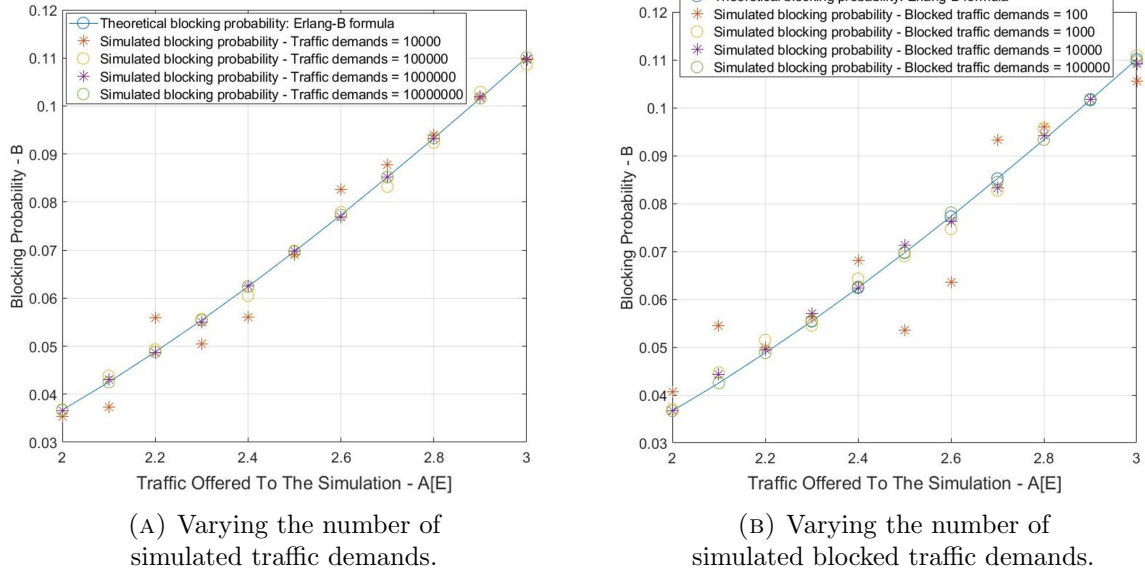 0.12
0.11
0.1
0.09
0.08
0.07
0.06
0.05
0.04
0.03
Blocking Probability - B
Theoretical blocking probability: Erlang-B formula
Simulated blocking probability - Traffic demands = 10000
Simulated blocking probability - Traffic demands = 100000
Simulated blocking probability - Traffic demands = 1000000
Simulated blocking probability - Traffic demands = 10000000
2 2.2 2.4 2.6 2.8 3
Traffic Offered To The Simulation - A[E]
(A) Varying the number of
simulated traffic demands.
0.12
0.11
0.1
0.09
0.08
0.07
0.06
0.05
0.04
0.03
Blocking Probability - B
Theoretical blocking probability: Erlang-B formula
Simulated blocking probability - Blocked traffic demands = 100
Simulated blocking probability - Blocked traffic demands = 1000
Simulated blocking probability - Blocked traffic demands = 10000
Simulated blocking probability - Blocked traffic demands = 100000
2 2.2 2.4 2.6 2.8 3
Traffic Offered To The Simulation - A[E]
(B) Varying the number of
simulated blocked traffic demands.